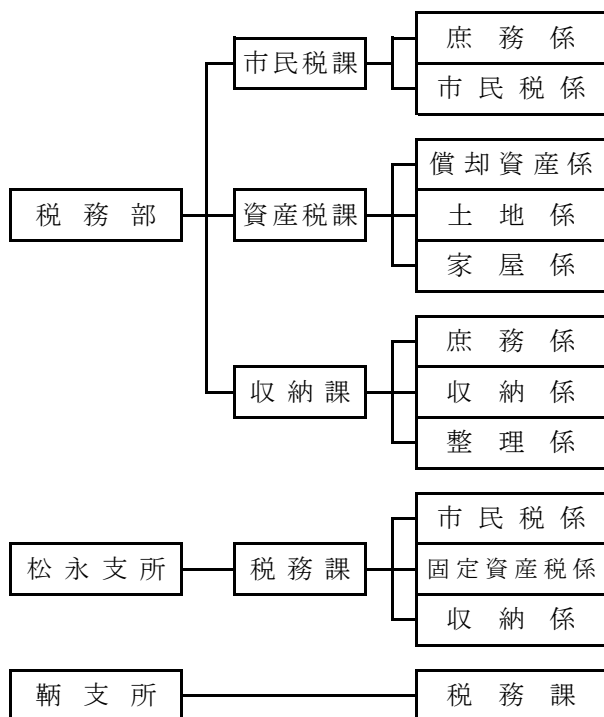 庶務係
市民税課
市民税係
償却資産係
税務部
資産税課
土地係
家屋係
庶務係
収納課
収納係
整理係
市民税係
松永支所
税務課
固定資産税係
収納係
鞆支所
税務課